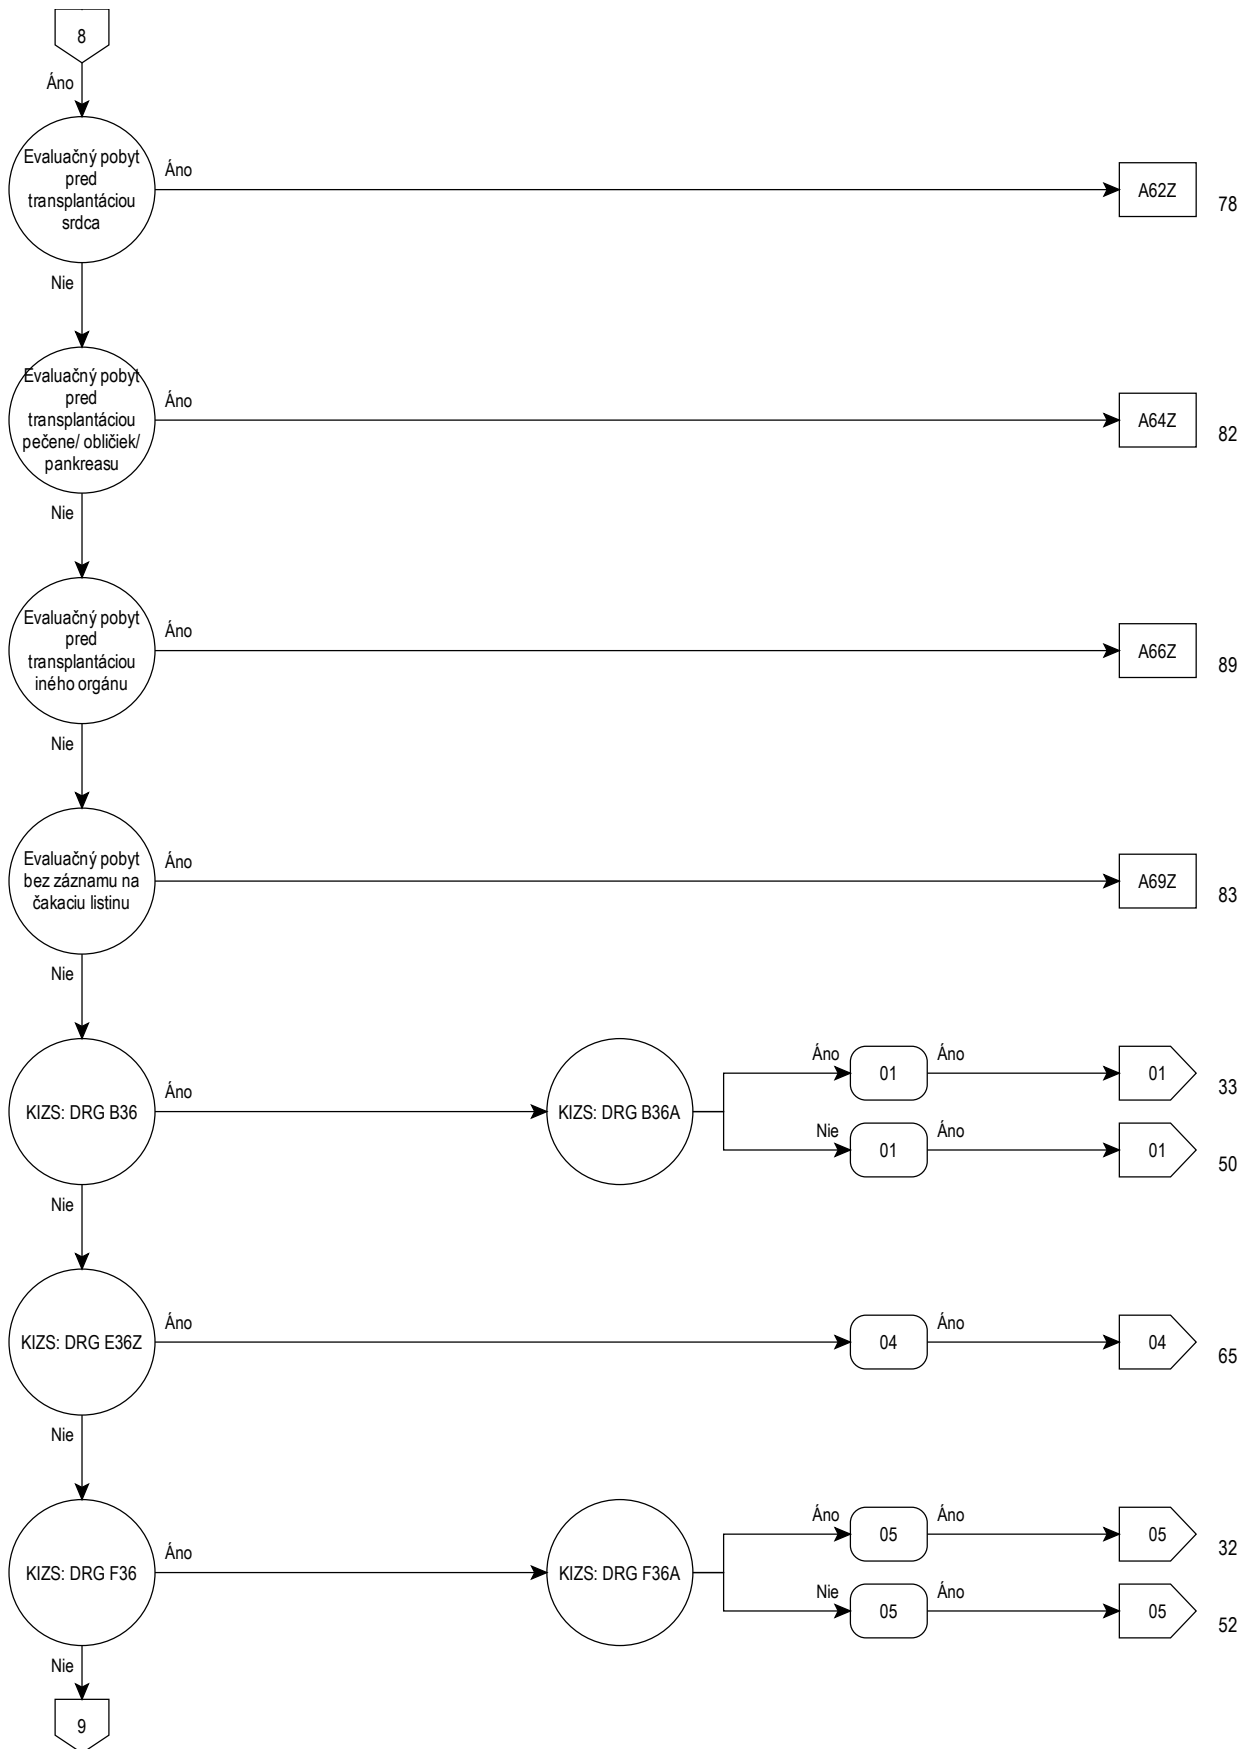 8
Áno
Evaluačný pobyt
pred
transplantáciou
srdca
Áno
A62Z
78
Nie
Evaluačný pobyt
pred
transplantáciou
pečene/ obličiek/
pankreasu
Áno
A64Z
82
Nie
Evaluačný pobyt
pred
transplantáciou
iného orgánu
Áno
A66Z
89
Nie
Evaluačný pobyt
bez záznamu na
čakaciu listinu
Áno
A69Z
83
Nie
KIZS: DRG B36
Áno
KIZS: DRG B36A
Áno
01
Áno
01
33
Nie
01
Áno
01
50
Nie
KIZS: DRG E36Z
Áno
04
Áno
04
65
Nie
KIZS: DRG F36
Áno
KIZS: DRG F36A
Áno
05
Áno
05
32
Nie
05
Áno
05
52
Nie
9